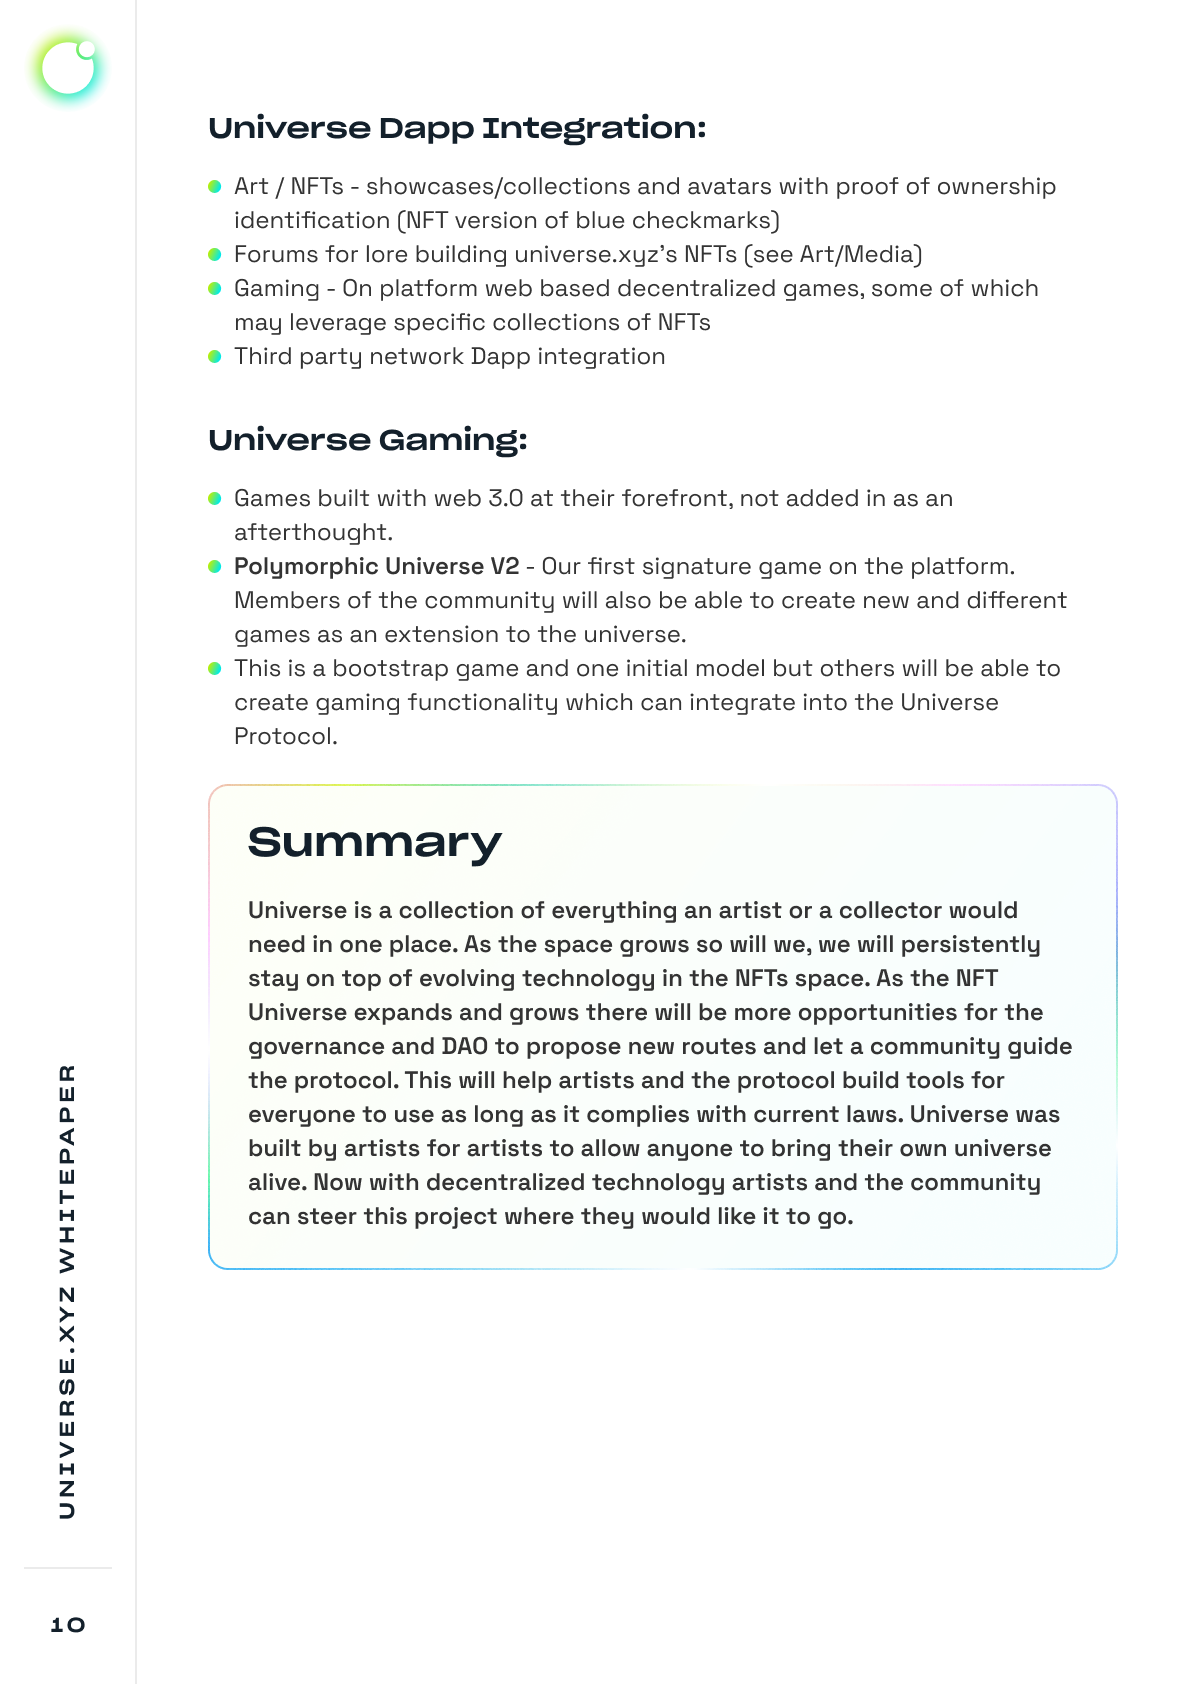 Universe Dapp Integration:
Art / NFTs - showcases/collections and avatars with proof of ownership
identification (NFT version of blue checkmarks)
Forums for lore building universe.xyz’s NFTs (see Art/Media)
Gaming - On platform web based decentralized games, some of which
may leverage specific collections of NFTs
Third party network Dapp integration
Universe Gaming:
Games built with web 3.0 at their forefront, not added in as an
afterthought.
Polymorphic Universe V2 - Our first signature game on the platform.
Members of the community will also be able to create new and different
games as an extension to the universe.
This is a bootstrap game and one initial model but others will be able to
create gaming functionality which can integrate into the Universe
Protocol.
Summary
Universe is a collection of everything an artist or a collector would
need in one place. As the space grows so will we, we will persistently
stay on top of evolving technology in the NFTs space. As the NFT
Universe expands and grows there will be more opportunities for the
governance and DAO to propose new routes and let a community guide
the protocol. This will help artists and the protocol build tools for
everyone to use as long as it complies with current laws. Universe was
built by artists for artists to allow anyone to bring their own universe
alive. Now with decentralized technology artists and the community
can steer this project where they would like it to go.
UNIVERSE.XYZ WHITEPAPER
10